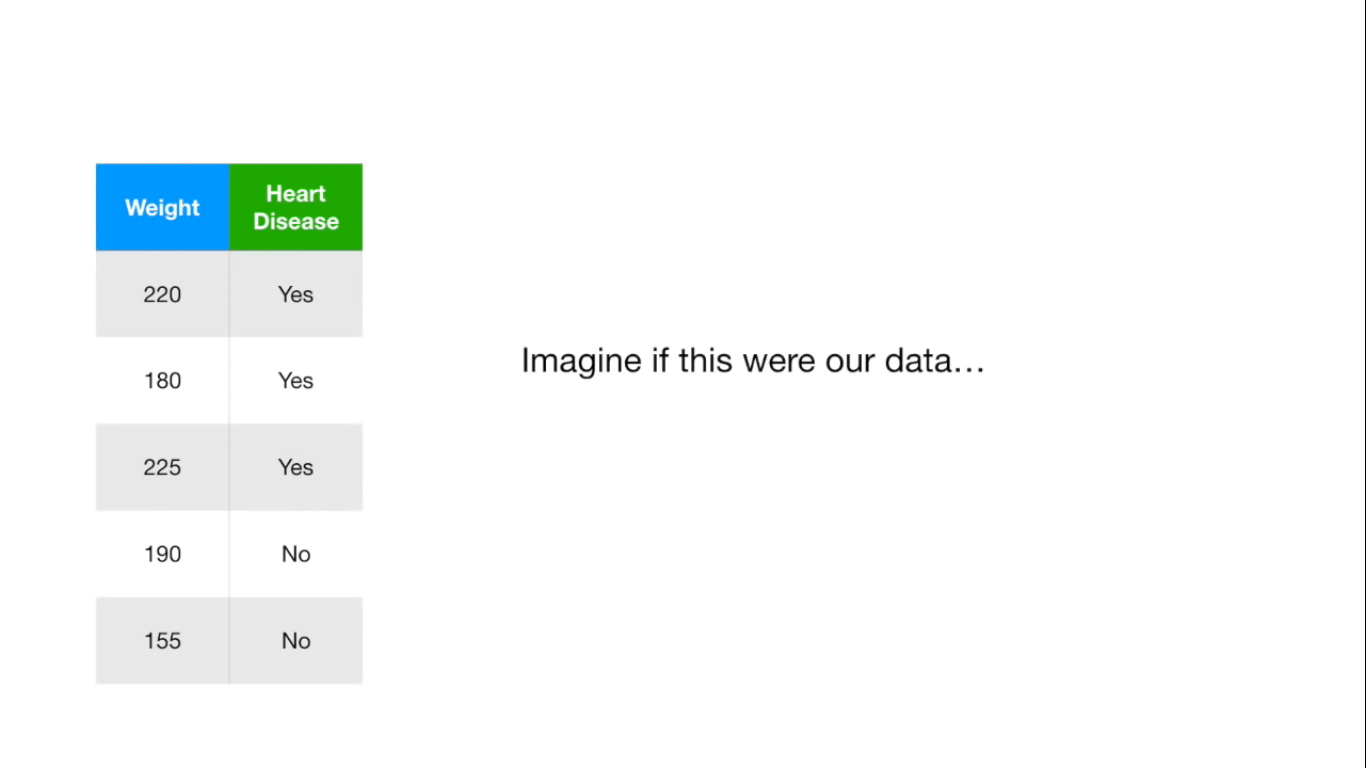 Weight Heart Disease
220 Yes
180 Yes
Imagine if this were our data…
225 Yes
190 No
155 No